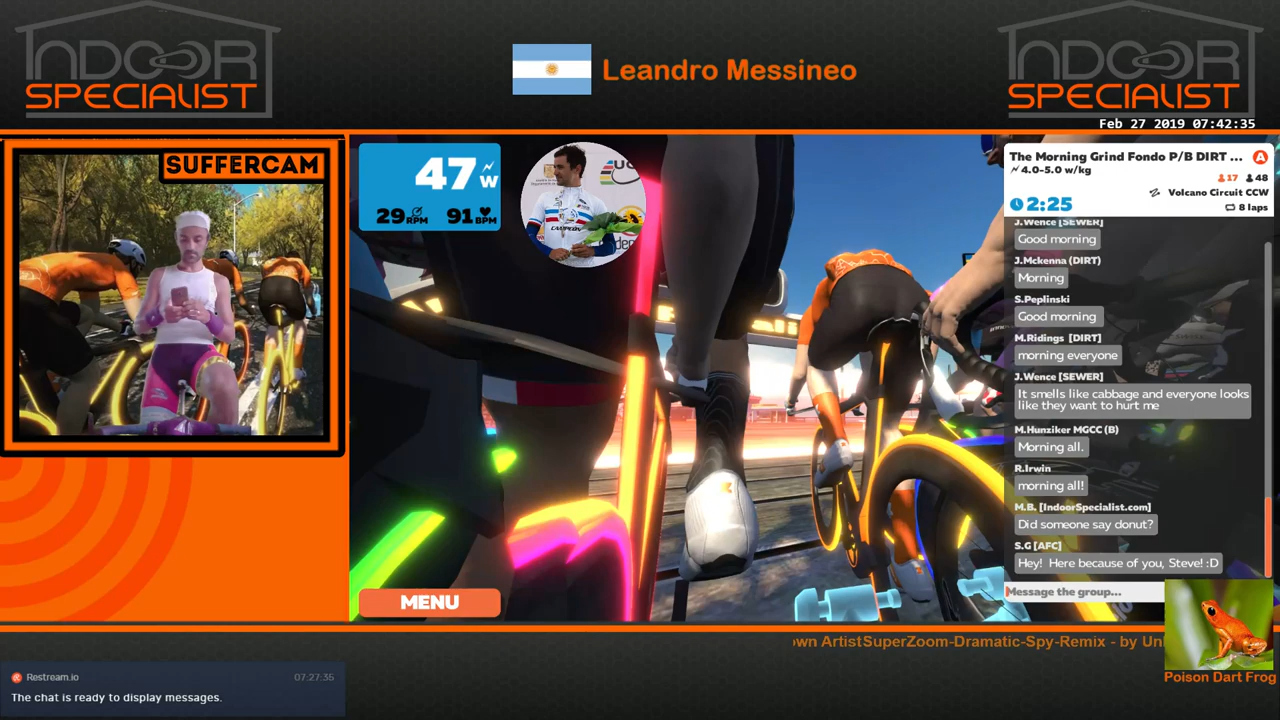 INDOOR
SPECIALIST
Leandro Messineo
INDOOR
SPECIALIST
Feb 27 2019 07:42:35
SUFFERCAM
47 W
29 RPM 91 BPM
CAMPEON
The Morning Grind Fondo P/B DIRT ... A
4.0-5.0 w/kg
17 48
Volcano Circuit CCW
2:25
8 laps
J.Wence [SEWER]
Good morning
J.Mckenna (DIRT)
Morning
S.Peplinski
Good morning
M.Ridings [DIRT]
morning everyone
J.Wence [SEWER]
It smells like cabbage and everyone looks
like they want to hurt me
M.Hunziker MGCC (B)
Morning all.
R.Irwin
morning all!
M.B. [IndoorSpecialist.com]
Did someone say donut?
S.G [AFC]
Hey! Here because of you, Steve! :D
Message the group...
MENU
wn ArtistSuperZoom-Dramatic-Spy-Remix - by Un
Poison Dart Frog
Restream.io 07:27:35
The chat is ready to display messages.